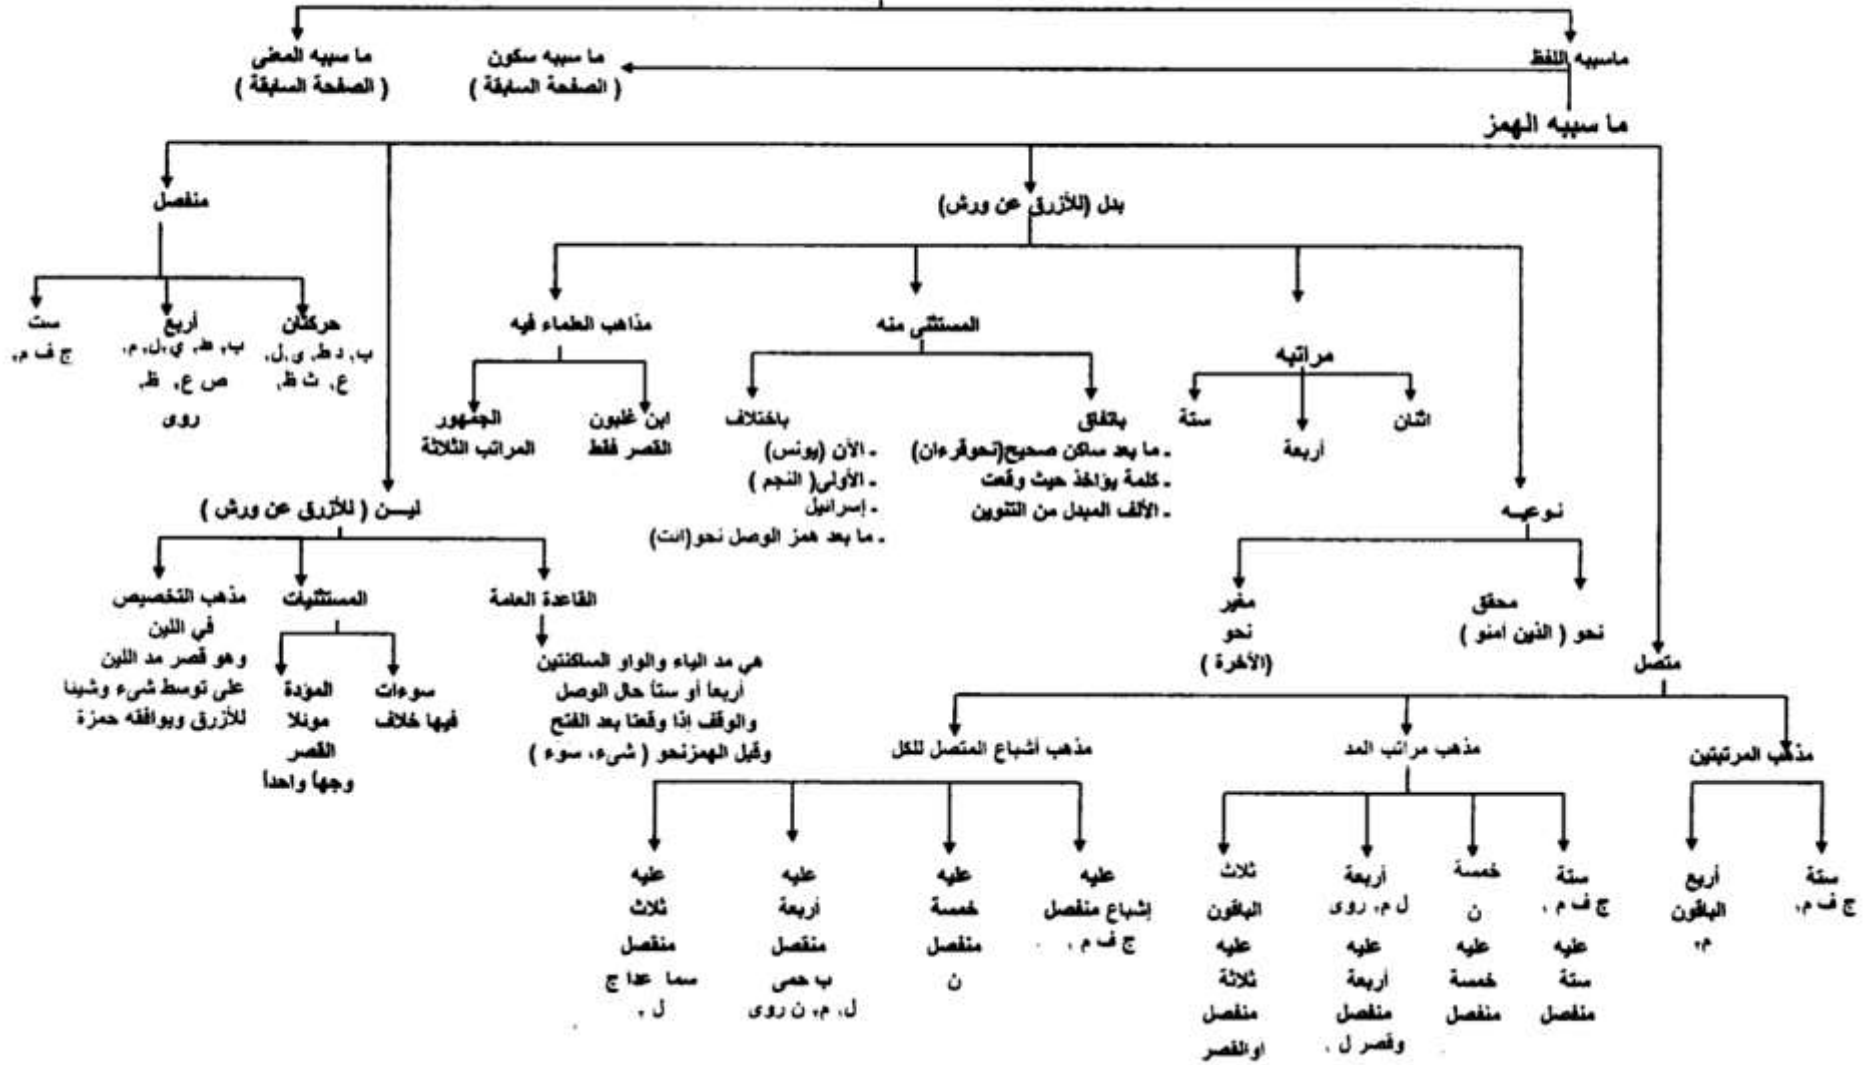 ماسببه اللفظ
ما سببه سكون
( الصفحة السابقة )
ما سببه المعنى
( الصفحة السابقة )
ما سببه الهمز
بدل (للأزرق عن ورش)
منفصل
حركتان
ب, د ط, ي, ل,
ع, ث ظ,
أربع
ب, ط, ي, ل, م,
ص ع, ظ,
روى
ست
ج ف م,
مراتبه
اثنان
أربعة
ستة
المستثنى منه
باتفاق
ـ ما بعد ساكن صحيح(نحوقرءان)
ـ كلمة يؤاخذ حيث وقعت
ـ الألف المبدل من التنوين
باختلاف
ـ الآن (يونس)
ـ الأولى( النجم )
ـ إسرائيل
ـ ما بعد همز الوصل نحو(ائت)
مذاهب العلماء فيه
ابن غلبون
القصر فقط
الجمهور
المراتب الثلاثة
نـوعيـــه
محقق
نحو ( الذين امنو )
مغير
نحو
(الآخرة )
ليـسن ( للأزرق عن ورش )
القاعدة العامة
هي مد الياء والواو الساكنتين
أربعا أو ستا حال الوصل
والوقف إذا وقعتا بعد الفتح
وقبل الهمزنحو ( شيء، سوء )
المستثنيات
سوءات
فيها خلاف
المؤدة
موئلا
القصر
وجهاً واحداً
مذهب التخصيص
في اللين
وهو قصر مد اللين
على توسط شيء وشيئا
للأزرق ويوافقه حمزة
متصل
مذهب المرتبتين
ستة
ج ف م,
أربع
الباقون
م,
مذهب مراتب المد
ستة
ج ف م ,
عليه
ستة
منفصل
خمسة
ن
عليه
خمسة
منفصل
أربعة
ل م, روى
عليه
أربعة
منفصل
وقصر ل ,
ثلاث
الباقون
عليه
ثلاثة
منفصل
اوالقصر
مذهب أشباع المتصل للكل
عليه
إشباع منفصل
ج ف م ,
عليه
خمسة
منفصل
ن
عليه
أربعة
منفصل
ب حمى
ل, م, ن روى
عليه
ثلاث
منفصل
سما عدا ج
ل ,